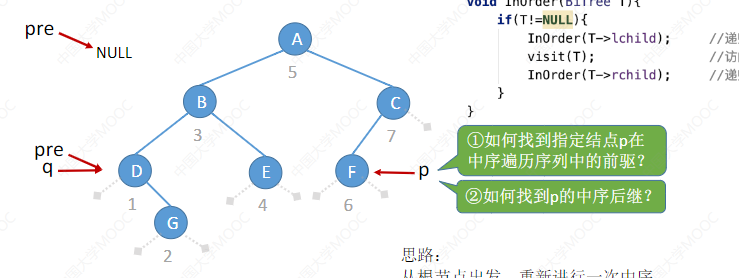 void InOrder(BiTree T){
if(T!=NULL){
InOrder(T->lchild); //递
visit(T); //访
InOrder(T->rchild); //递
}
}
pre
NULL
A
5
B
3
C
7
pre
q
D
1
E
4
F
6
p
G
2
①如何找到指定结点p在
中序遍历序列中的前驱？
②如何找到p的中序后继？
思路：
从根节点出发，重新进行一次中序
中国大学MOOC